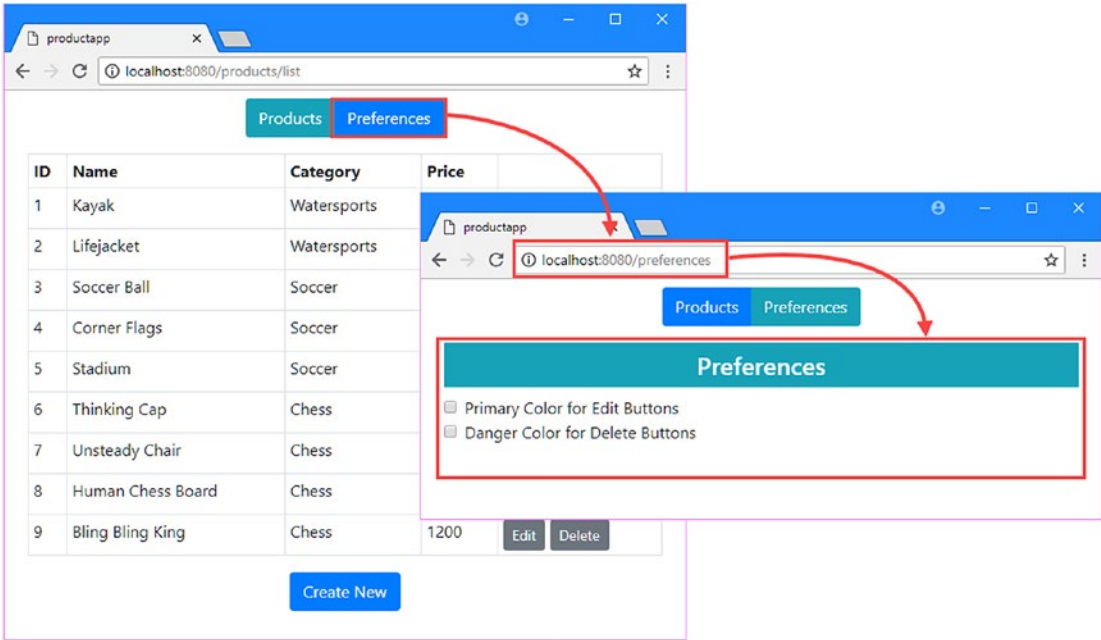 productapp
localhost:8080/products/list
Products Preferences
ID Name Category Price
1 Kayak Watersports
2 Lifejacket Watersports
3 Soccer Ball Soccer
4 Corner Flags Soccer
5 Stadium Soccer
6 Thinking Cap Chess
7 Unsteady Chair Chess
8 Human Chess Board Chess
9 Bling Bling King Chess 1200 Edit Delete
Create New
productapp
localhost:8080/preferences
Products Preferences
Preferences
Primary Color for Edit Buttons
Danger Color for Delete Buttons